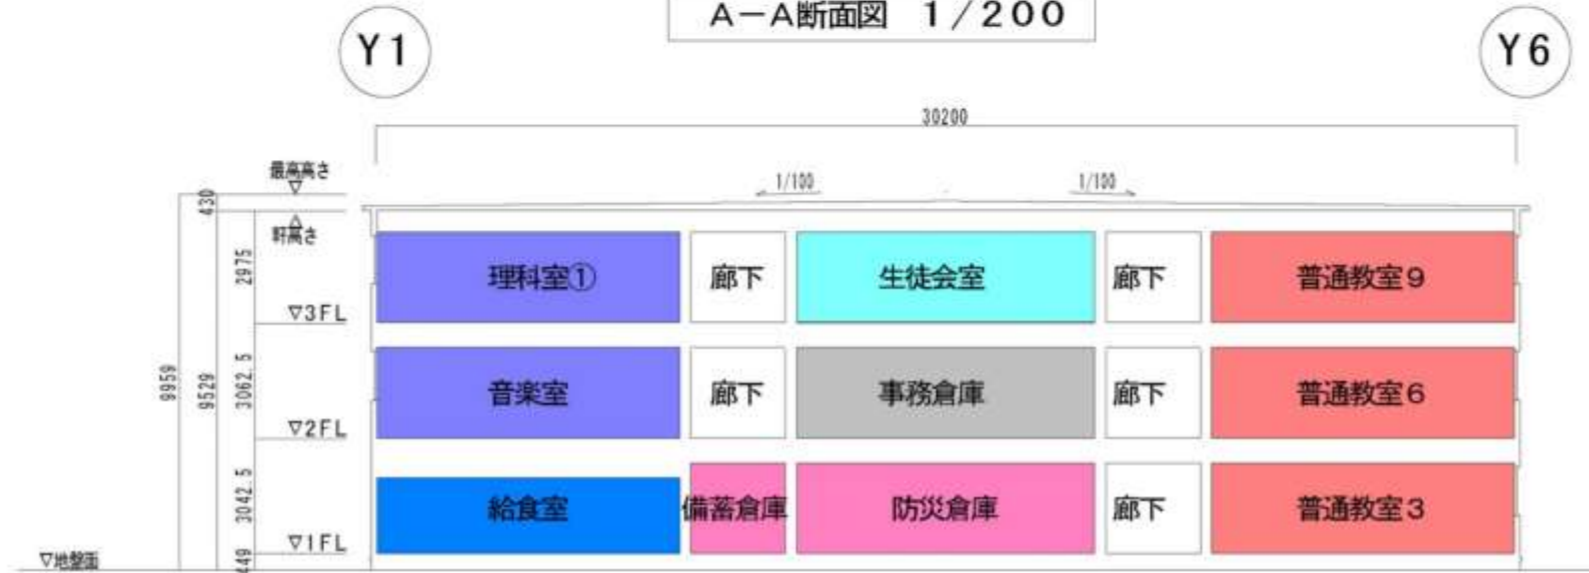 A－A断面図　1／200
Y1
Y6
30200
最高高さ
▽
430
1/100
1/100
△
軒高さ
2975
理科室①
廊下
生徒会室
廊下
普通教室9
▽3FL
9959
9529
3062.5
音楽室
廊下
事務倉庫
廊下
普通教室6
▽2FL
3042.5
給食室
備蓄倉庫
防災倉庫
廊下
普通教室3
▽1FL
449
▽地盤面